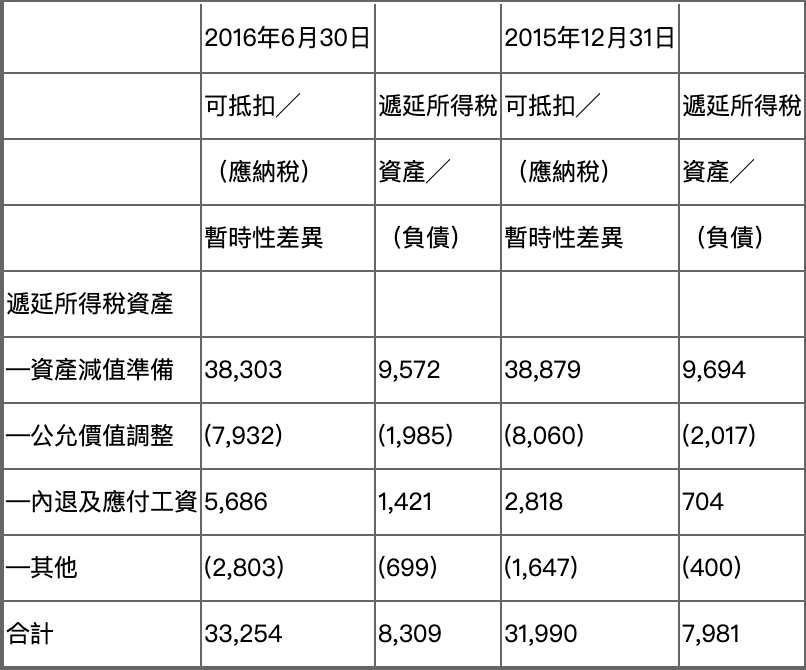 2016年6月30日 2015年12月31日
可抵扣／ 遞延所得稅 可抵扣／ 遞延所得稅
（應納稅） 資產／ （應納稅） 資產／
暫時性差異 （負債） 暫時性差異 （負債）
遞延所得稅資產
—資產減值準備 38,303 9,572 38,879 9,694
—公允價值調整 (7,932) (1,985) (8,060) (2,017)
—內退及應付工資 5,686 1,421 2,818 704
—其他 (2,803) (699) (1,647) (400)
合計 33,254 8,309 31,990 7,981